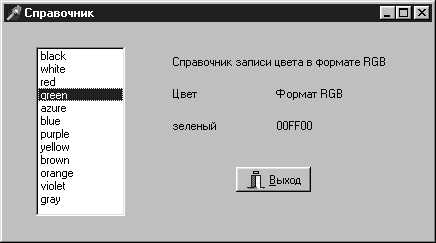 Справочник
black
white
red
green
azure
blue
purple
yellow
brown
orange
violet
gray
Справочник записи цвета в формате RGB
Цвет Формат RGB
зеленый 00FF00
Выход